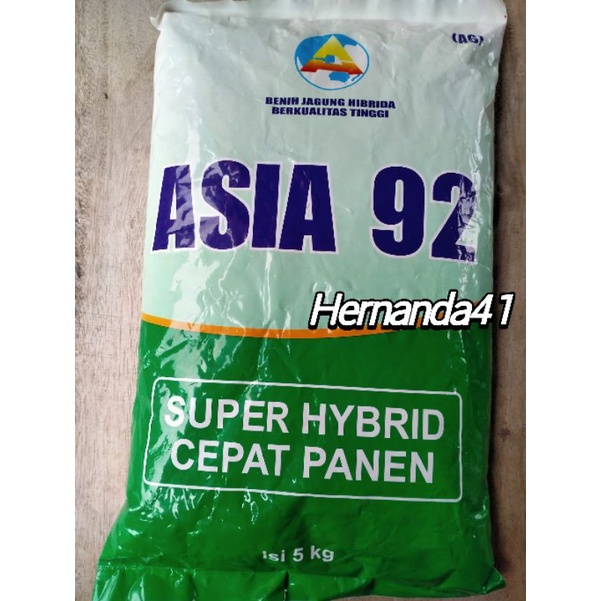 (AG)
BENIH JAGUNG HIBRIDA
BERKUALITAS TINGGI
ASIA 92
Hernanda41
SUPER HYBRID
CEPAT PANEN
Isi 5 kg